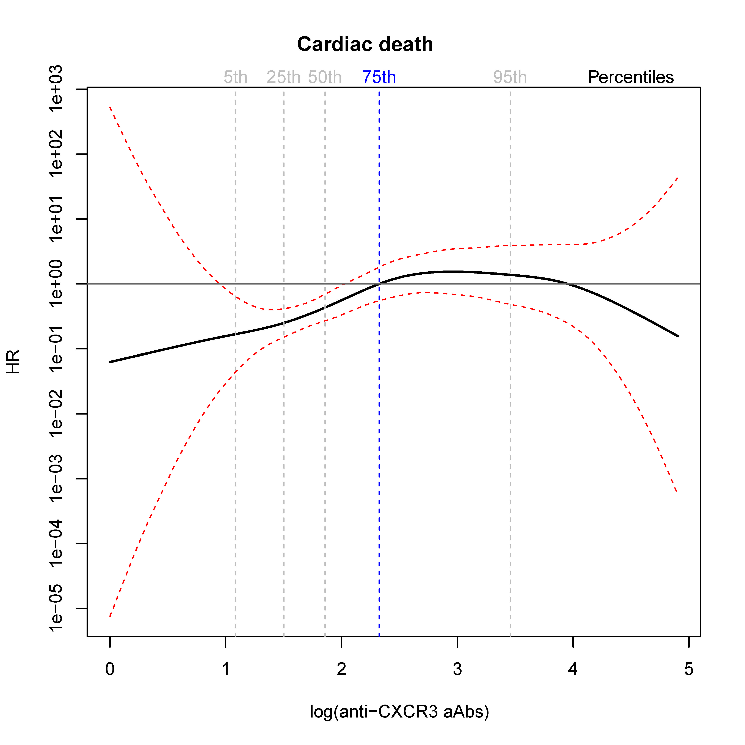 Cardiac death
5th 25th 50th 75th 95th Percentiles
1e+03
1e+02
1e+01
1e+00
1e−01
1e−02
1e−03
1e−04
1e−05
HR
0 1 2 3 4 5
log(anti−CXCR3 aAbs)